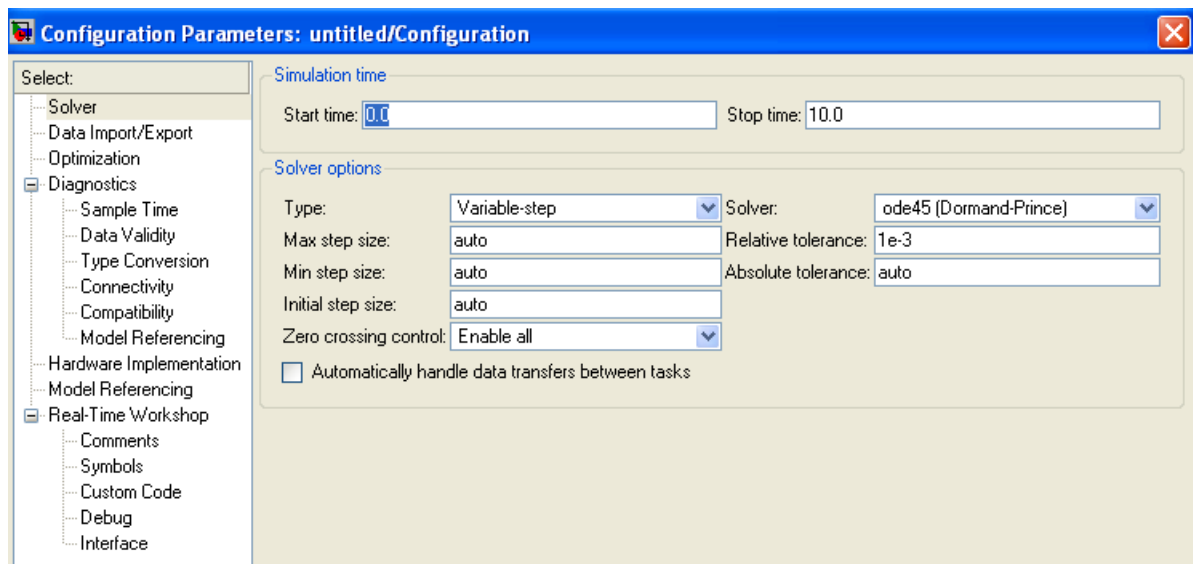 Configuration Parameters: untitled/Configuration
Select:
Solver
Data Import/Export
Optimization
Diagnostics
Sample Time
Data Validity
Type Conversion
Connectivity
Compatibility
Model Referencing
Hardware Implementation
Model Referencing
Real-Time Workshop
Comments
Symbols
Custom Code
Debug
Interface
Simulation time
Start time: 0.0 Stop time: 10.0
Solver options
Type: Variable-step Solver: ode45 (Dormand-Prince)
Max step size: auto Relative tolerance: 1e-3
Min step size: auto Absolute tolerance: auto
Initial step size: auto
Zero crossing control: Enable all
Automatically handle data transfers between tasks